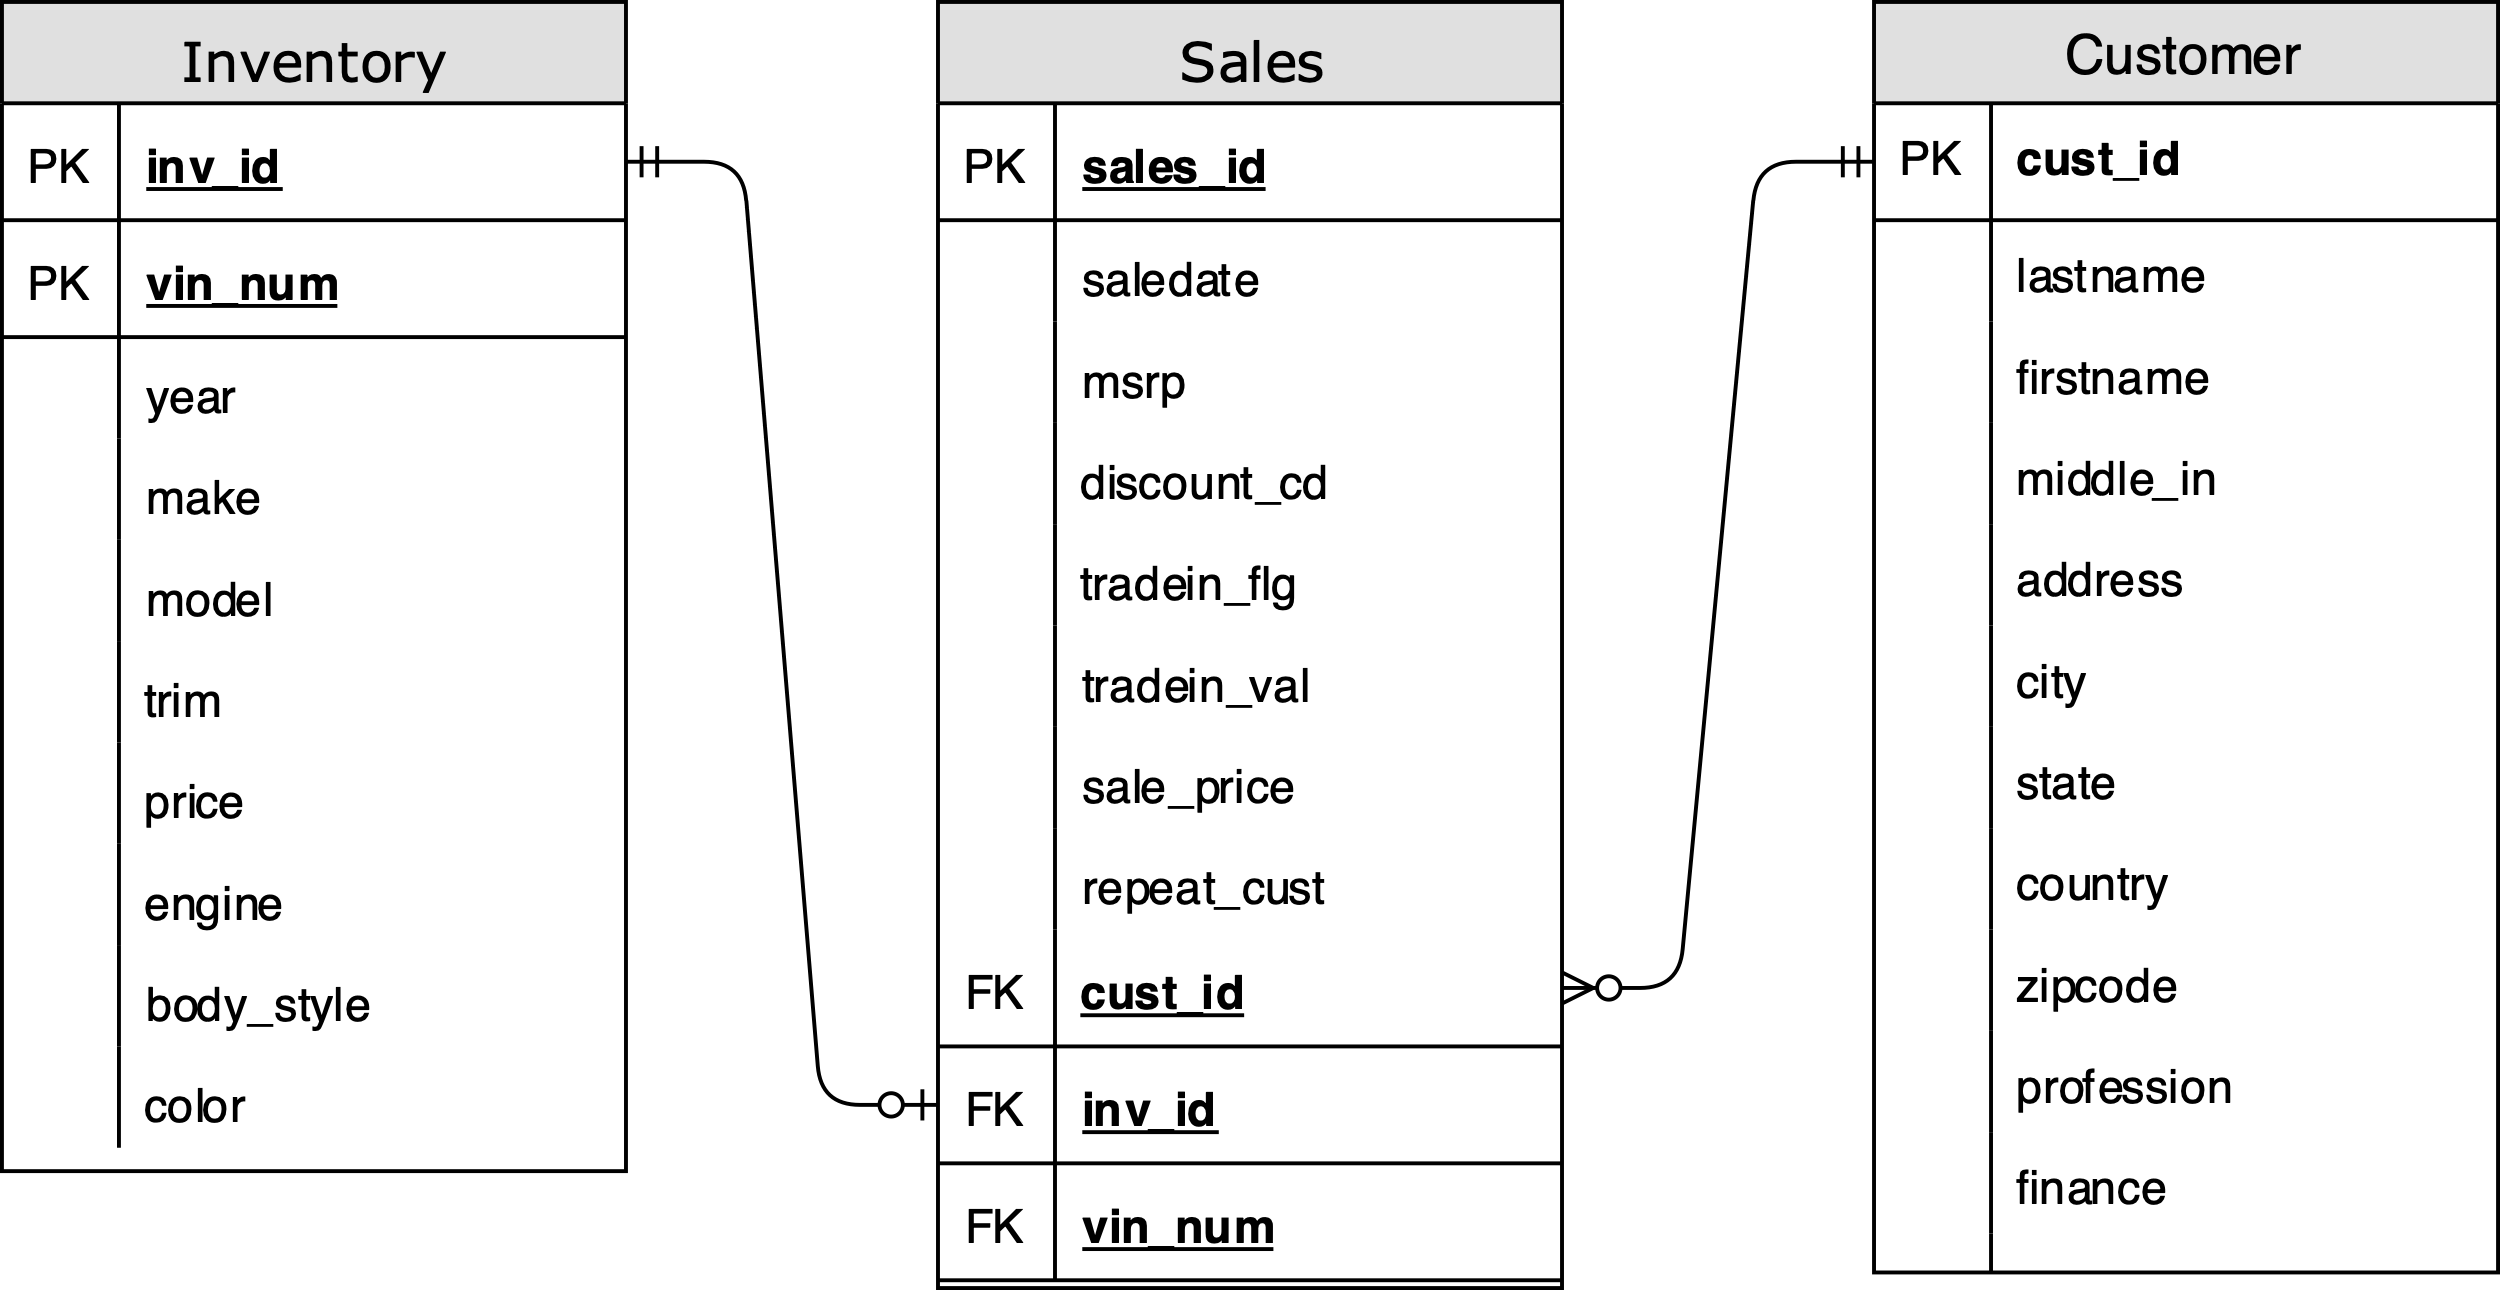 Inventory
PK inv_id
PK vin_num
year
make
model
trim
price
engine
body_style
color
Sales
PK sales_id
saledate
msrp
discount_cd
tradein_flg
tradein_val
sale_price
repeat_cust
FK cust_id
FK inv_id
FK vin_num
Customer
PK cust_id
lastname
firstname
middle_in
address
city
state
country
zipcode
profession
finance